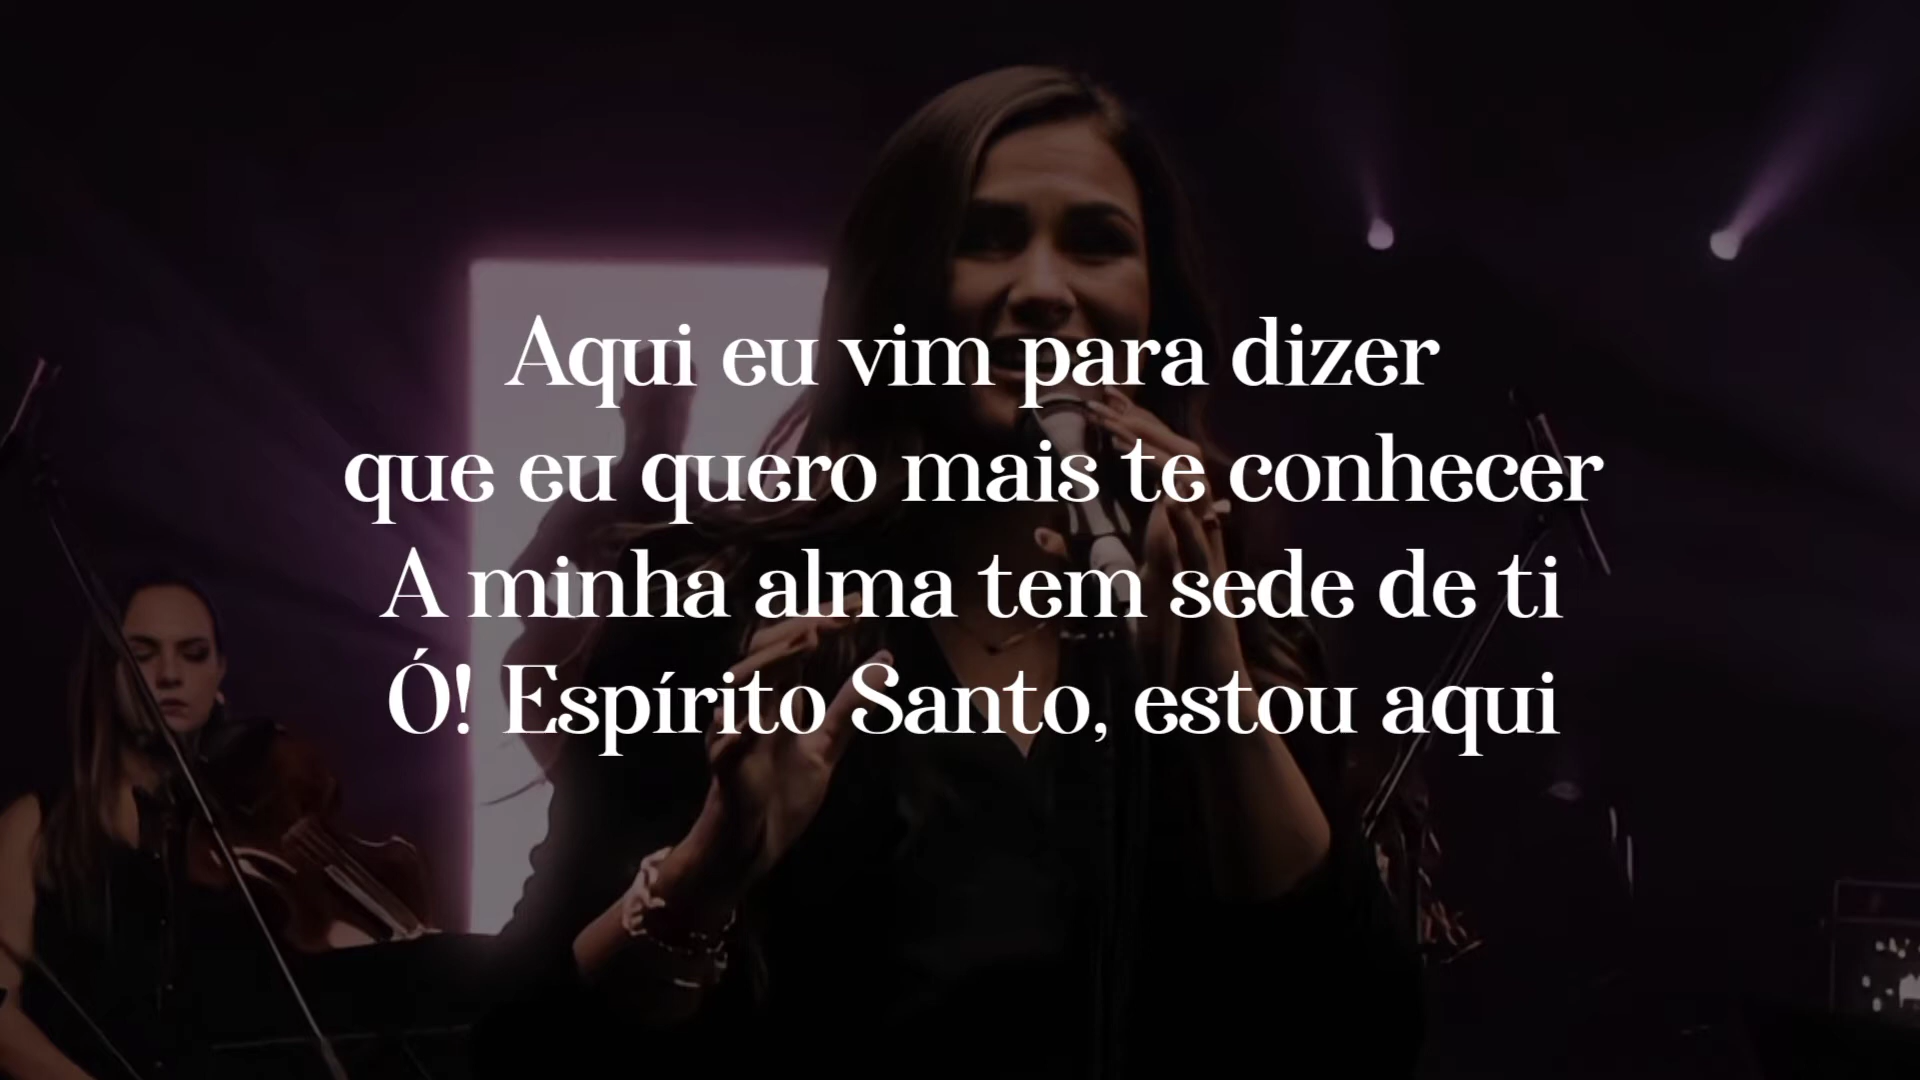 Aqui eu vim para dizer
que eu quero mais te conhecer
A minha alma tem sede de ti
Ó! Espírito Santo, estou aqui